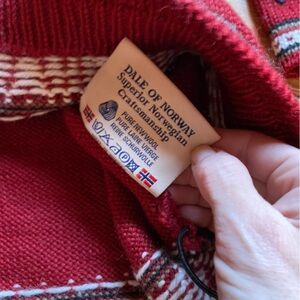 DALE OF NORWAY
Superior Norwegian
Craftsmanship
PURE NEW WOOL
PURE LAINE VIERGE
REINE SCHURWOLLE